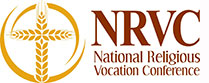 NRVC
National Religious
Vocation Conference